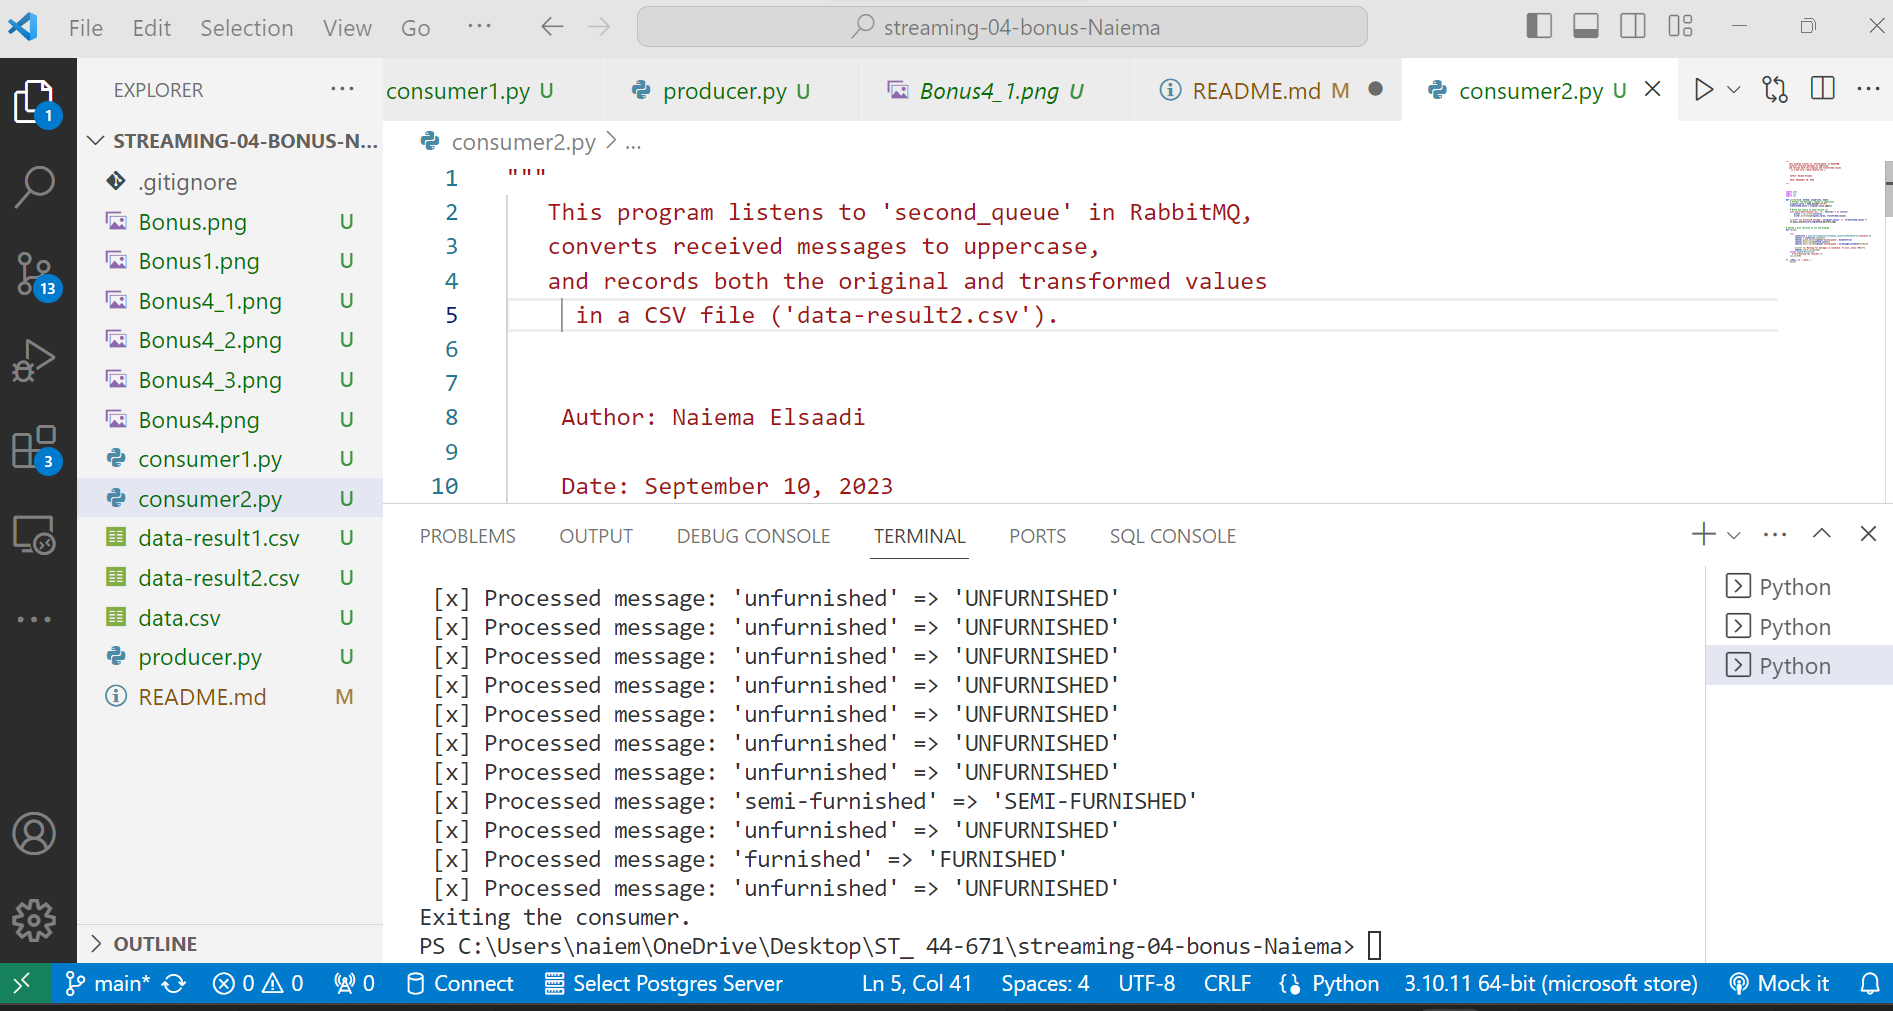 File Edit Selection View Go ··· streaming-04-bonus-Naiema
EXPLORER ···
consumer1.py U producer.py U Bonus4_1.png U README.md M consumer2.py U
1
STREAMING-04-BONUS-N...
.gitignore
Bonus.png U
Bonus1.png U
Bonus4_1.png U
Bonus4_2.png U
Bonus4_3.png U
Bonus4.png U
consumer1.py U
consumer2.py U
data-result1.csv U
data-result2.csv U
data.csv U
producer.py U
README.md M
OUTLINE
13
3
consumer2.py > ...
1 """
2 This program listens to 'second_queue' in RabbitMQ,
3 converts received messages to uppercase,
4 and records both the original and transformed values
5 in a CSV file ('data-result2.csv').
6
7
8 Author: Naiema Elsaadi
9
10 Date: September 10, 2023
PROBLEMS OUTPUT DEBUG CONSOLE TERMINAL PORTS SQL CONSOLE
[x] Processed message: 'unfurnished' => 'UNFURNISHED'
[x] Processed message: 'unfurnished' => 'UNFURNISHED'
[x] Processed message: 'unfurnished' => 'UNFURNISHED'
[x] Processed message: 'unfurnished' => 'UNFURNISHED'
[x] Processed message: 'unfurnished' => 'UNFURNISHED'
[x] Processed message: 'unfurnished' => 'UNFURNISHED'
[x] Processed message: 'unfurnished' => 'UNFURNISHED'
[x] Processed message: 'semi-furnished' => 'SEMI-FURNISHED'
[x] Processed message: 'unfurnished' => 'UNFURNISHED'
[x] Processed message: 'furnished' => 'FURNISHED'
[x] Processed message: 'unfurnished' => 'UNFURNISHED'
Exiting the consumer.
PS C:\Users\naiem\OneDrive\Desktop\ST_ 44-671\streaming-04-bonus-Naiema>
Python
Python
Python
main* 0 0 0 Connect Select Postgres Server Ln 5, Col 41 Spaces: 4 UTF-8 CRLF Python 3.10.11 64-bit (microsoft store) Mock it